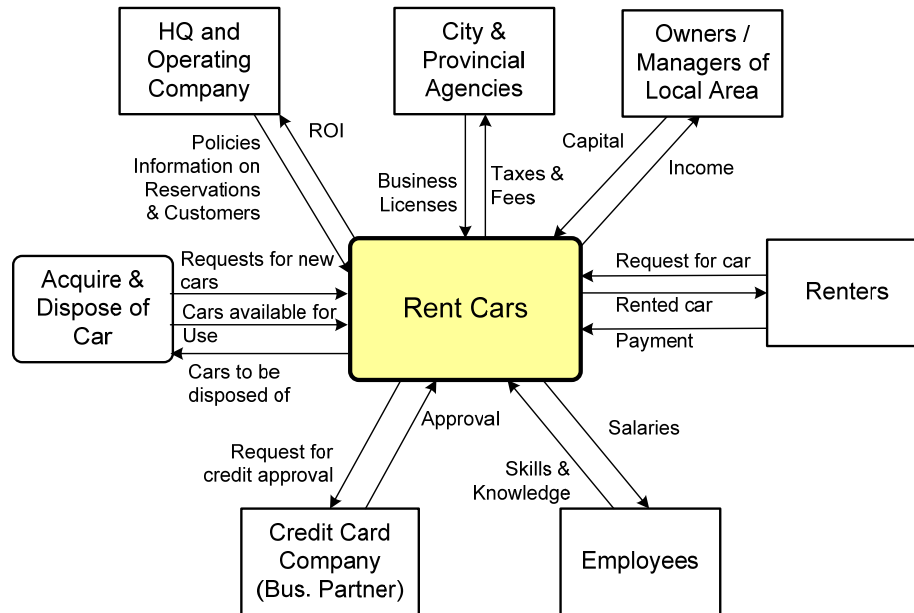 HQ and
Operating
Company
City &
Provincial
Agencies
Owners /
Managers of
Local Area
Policies
Information on
Reservations
& Customers
ROI
Business
Licenses
Taxes &
Fees
Capital
Income
Acquire &
Dispose of
Car
Requests for new
cars
Cars available for
Use
Cars to be
disposed of
Rent Cars
Request for car
Rented car
Payment
Renters
Request for
credit approval
Approval
Skills &
Knowledge
Salaries
Credit Card
Company
(Bus. Partner)
Employees